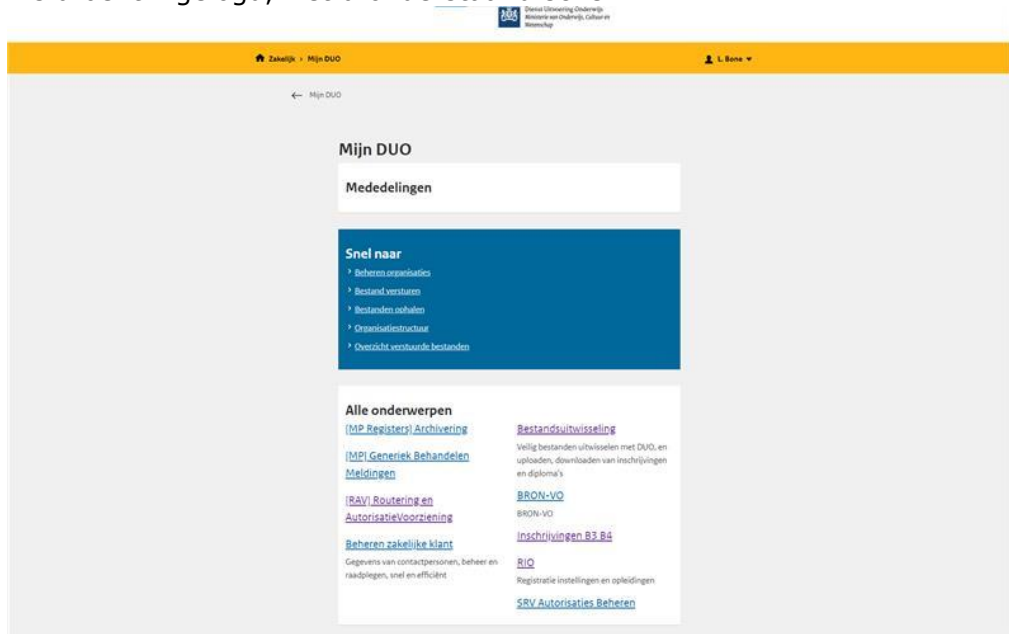 Dienst Uitvoering Onderwijs
Ministerie van Onderwijs, Cultuur en
Wetenschap
Zakelijk › Mijn DUO
L. Bone
← Mijn DUO
Mijn DUO
Mededelingen
Snel naar
› Beheren organisaties
› Bestand versturen
› Bestanden ophalen
› Organisatiestructuur
› Overzicht verstuurde bestanden
Alle onderwerpen
(MP Registers) Archivering
(MP) Generiek Behandelen
Meldingen
(RAV) Routering en
AutorisatieVoorziening
Beheren zakelijke klant
Gegevens van contactpersonen, beheer en
raadplegen, snel en efficiënt
Bestandsuitwisseling
Veilig bestanden uitwisselen met DUO, en
uploaden, downloaden van inschrijvingen
en diploma's
BRON-VO
BRON-VO
Inschrijvingen B3 B4
RIO
Registratie instellingen en opleidingen
SRV Autorisaties Beheren